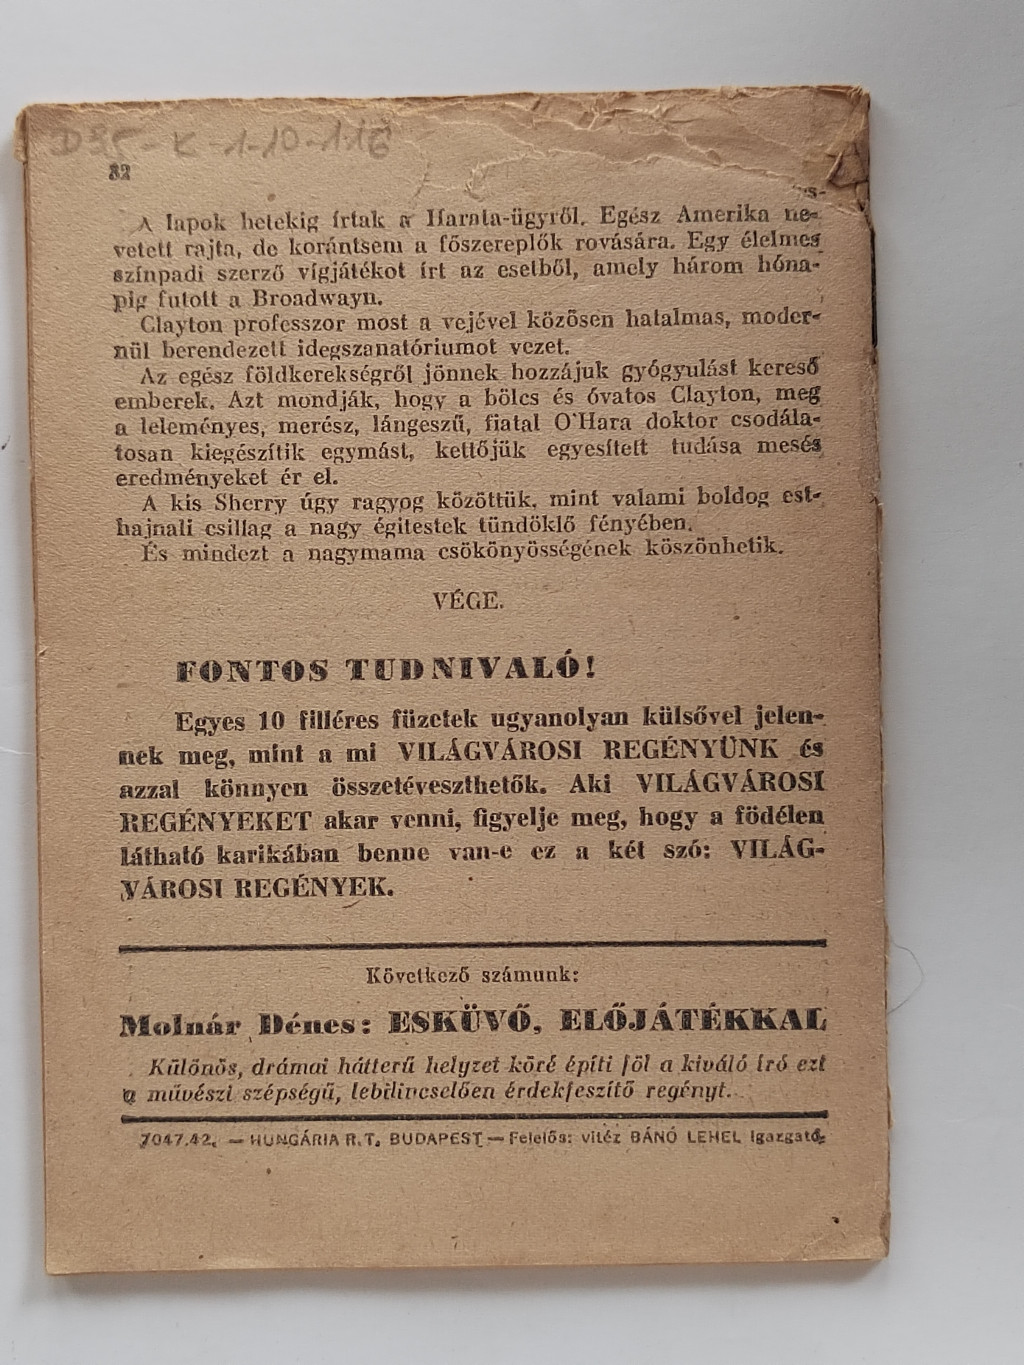 D95-K-1-10-116
32
A lapok hetekig írtak a Harata-ügyről. Egész Amerika ne-
vetett rajta, de korántsem a főszereplők rovására. Egy élelmes
színpadi szerző vígjátékot írt az esetből, amely három hóna-
pig futott a Broadwayn.
Clayton professzor most a vejével közösen hatalmas, moder-
nül berendezett idegszanatóriumot vezet.
Az egész földkerekségről jönnek hozzájuk gyógyulást kereső
emberek. Azt mondják, hogy a bölcs és óvatos Clayton, meg
a leleményes, merész, lángeszű, fiatal O'Hara doktor csodála-
tosan kiegészítik egymást, kettőjük egyesített tudása mesés
eredményeket ér el.
A kis Sherry úgy ragyog közöttük, mint valami boldog est-
hajnali csillag a nagy égitestek tündöklő fényében.
És mindezt a nagymama csökönyösségének köszönhetik.
VÉGE.
FONTOS TUDNIVALÓ!
Egyes 10 filléres füzetek ugyanolyan külsővel jelen-
nek meg, mint a mi VILÁGVÁROSI REGÉNYÜNK és
azzal könnyen összetéveszthetők. Aki VILÁGVÁROSI
REGÉNYEKET akar venni, figyelje meg, hogy a födélen
látható karikában benne van-e ez a két szó: VILÁG-
VÁROSI REGÉNYEK.
Következő számunk:
Molnár Dénes: ESKÜVŐ, ELŐJÁTÉKKAL
Különös, drámai hátterű helyzet köré építi föl a kiváló író ezt
a művészi szépségű, lebilincselően érdekfeszítő regényt.
7047.42. — HUNGÁRIA R.T. BUDAPEST — Felelős: vitéz BÁNÓ LEHEL igazgató.